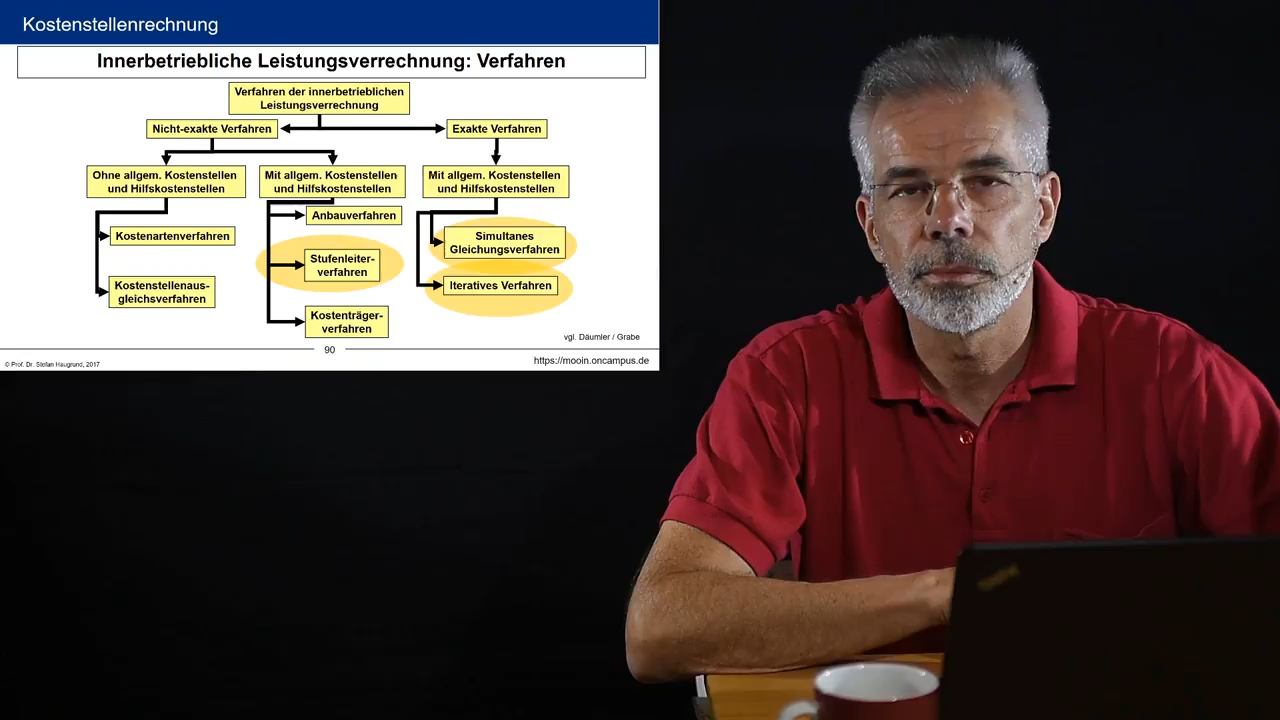 Kostenstellenrechnung
Innerbetriebliche Leistungsverrechnung: Verfahren
Verfahren der innerbetrieblichen
Leistungsverrechnung
Nicht-exakte Verfahren
Exakte Verfahren
Ohne allgem. Kostenstellen
und Hilfskostenstellen
Mit allgem. Kostenstellen
und Hilfskostenstellen
Mit allgem. Kostenstellen
und Hilfskostenstellen
Kostenartenverfahren
Kostenstellenaus-
gleichsverfahren
Anbauverfahren
Stufenleiter-
verfahren
Kostenträger-
verfahren
Simultanes
Gleichungsverfahren
Iteratives Verfahren
vgl. Däumler / Grabe
90
© Prof. Dr. Stefan Haugrund, 2017
https://mooin.oncampus.de